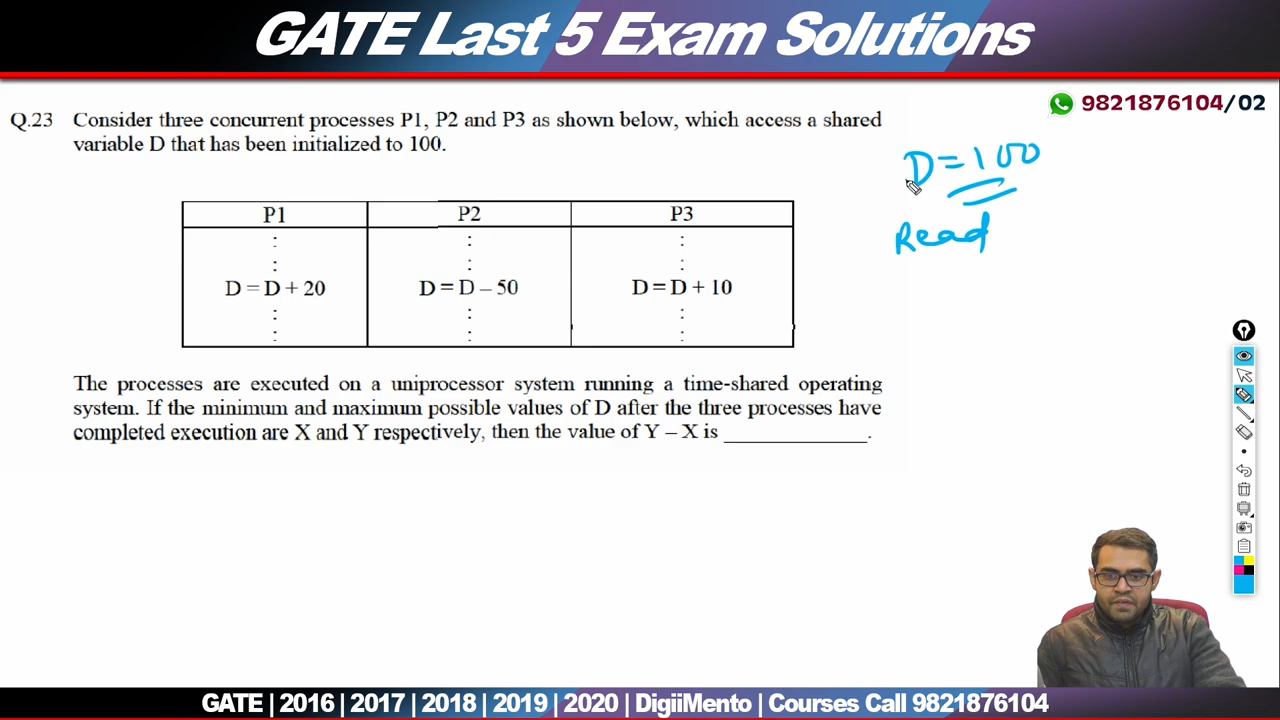 GATE Last 5 Exam Solutions
9821876104/02
Q.23 Consider three concurrent processes P1, P2 and P3 as shown below, which access a shared
variable D that has been initialized to 100.
D = 100
Read
P1 P2 P3
: : :
: : :
D = D + 20 D = D – 50 D = D + 10
: : :
: : :
The processes are executed on a uniprocessor system running a time-shared operating
system. If the minimum and maximum possible values of D after the three processes have
completed execution are X and Y respectively, then the value of Y – X is ____________.
GATE | 2016 | 2017 | 2018 | 2019 | 2020 | DigiiMento | Courses Call 9821876104